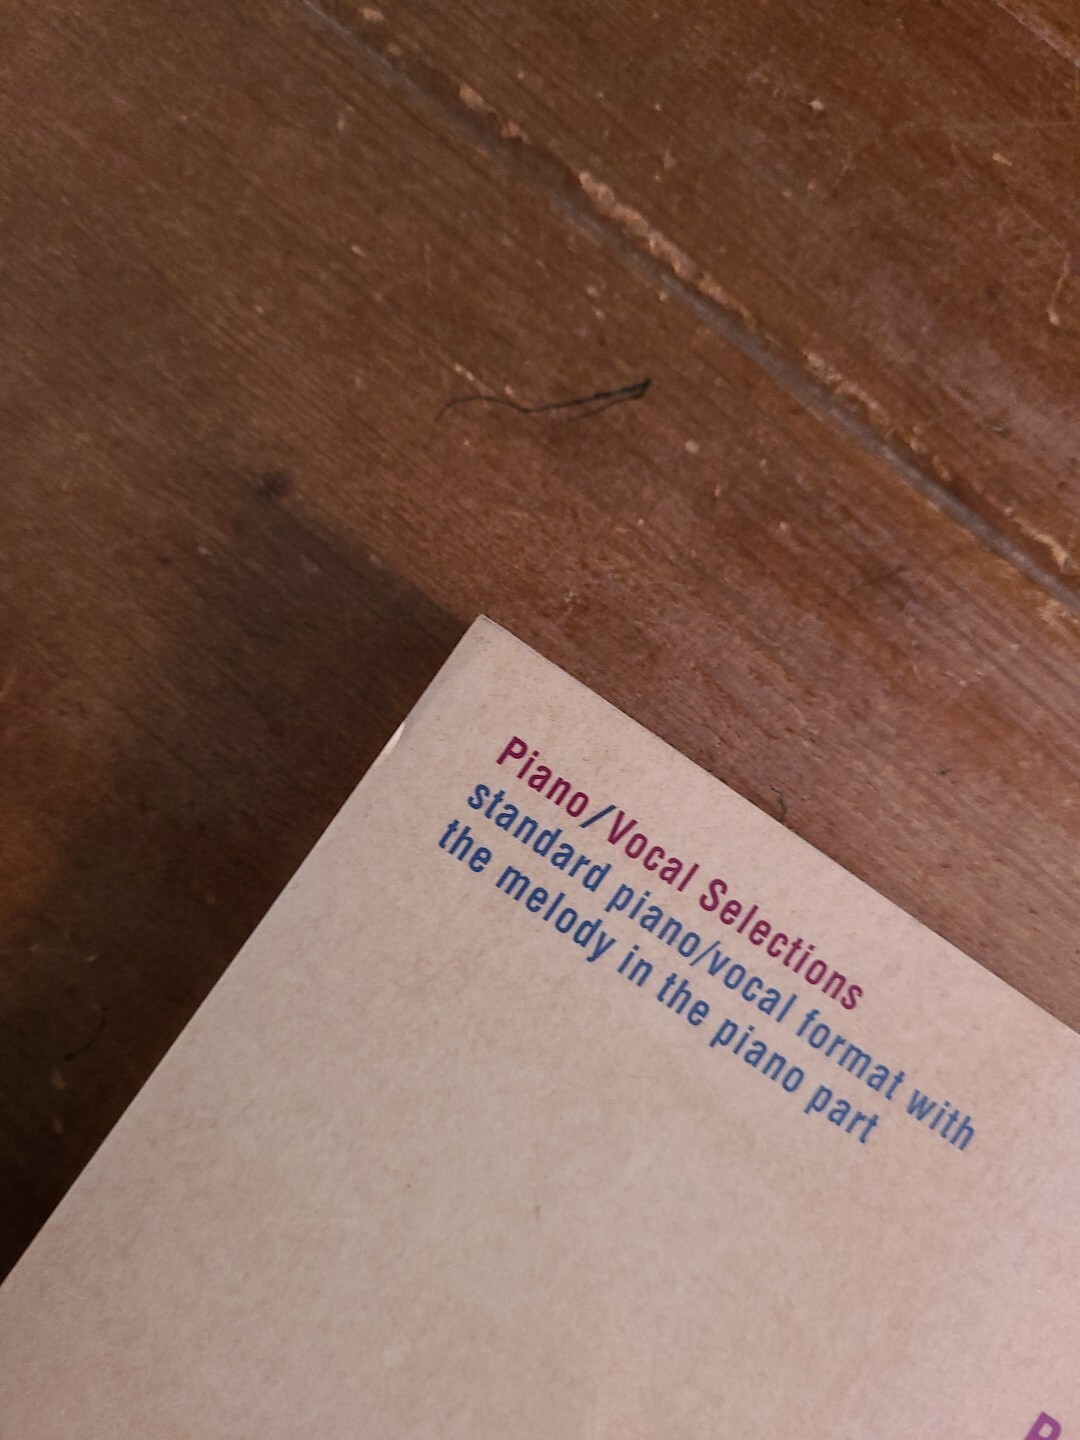 Piano/Vocal Selections
standard piano/vocal format with
the melody in the piano part